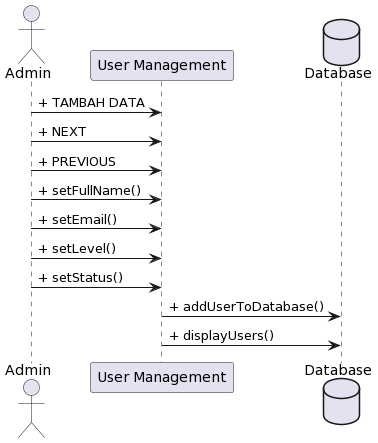 Admin
User Management
Database
+ TAMBAH DATA
+ NEXT
+ PREVIOUS
+ setFullName()
+ setEmail()
+ setLevel()
+ setStatus()
+ addUserToDatabase()
+ displayUsers()
Admin
User Management
Database